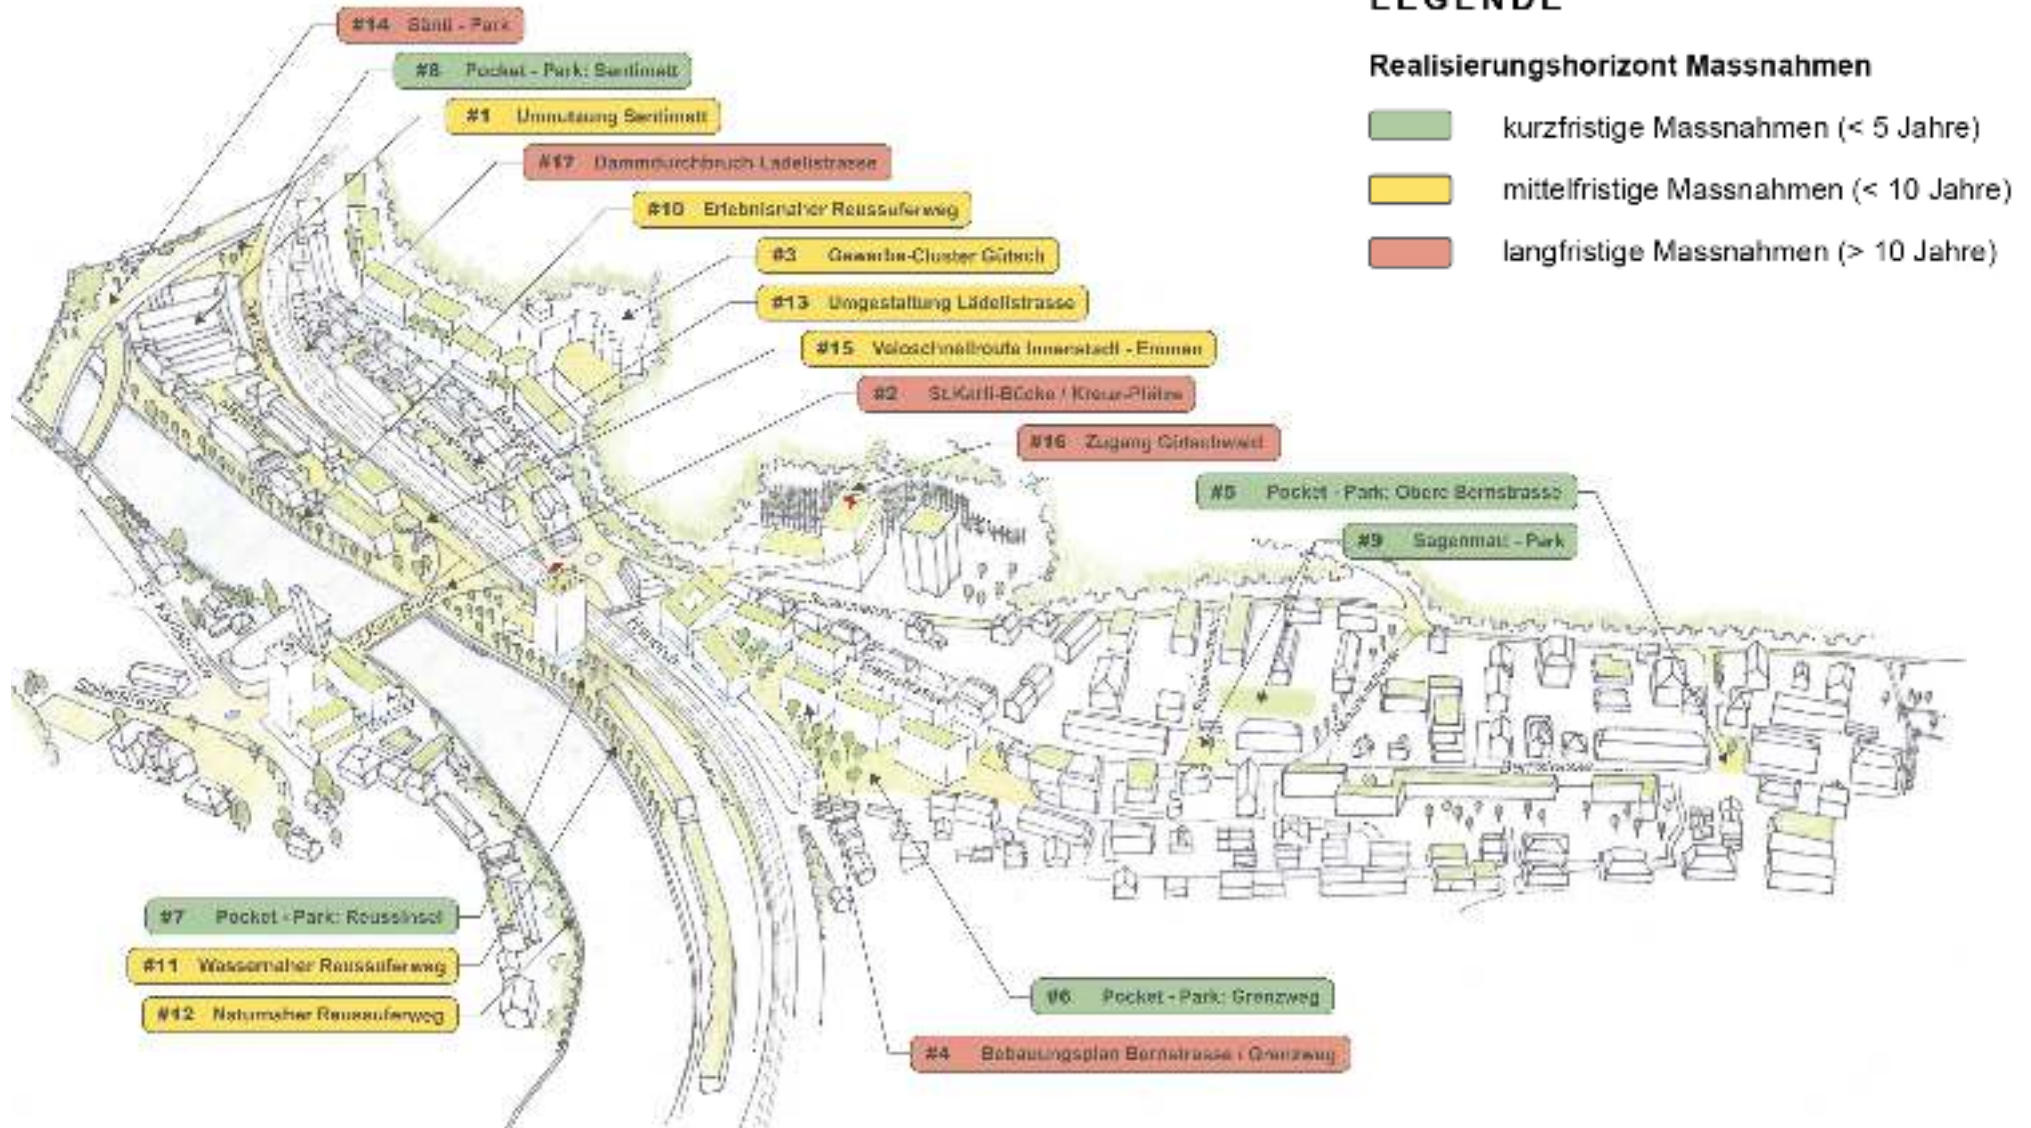 LEGENDE
Realisierungshorizont Massnahmen
kurzfristige Massnahmen (< 5 Jahre)
mittelfristige Massnahmen (< 10 Jahre)
langfristige Massnahmen (> 10 Jahre)
#14 Sänti - Park
#8 Pocket - Park: Sentimatt
#1 Umnutzung Sentimatt
#17 Dammdurchbruch Lädelistrasse
#10 Erlebnisnaher Reussuferweg
#3 Gewerbe-Cluster Gütsch
#13 Umgestaltung Lädelistrasse
#15 Veloschnellroute Innenstadt - Emmen
#2 St.Karli-Bücke / Kreuz-Plätze
#16 Zugang Gütschwald
#5 Pocket - Park: Obere Bernstrasse
#9 Sagenmatt - Park
Bernstrasse
#7 Pocket - Park: Reussinsel
#11 Wassernaher Reussuferweg
#12 Naturnaher Reussuferweg
#6 Pocket - Park: Grenzweg
#4 Bebauungsplan Bernstrasse / Grenzweg